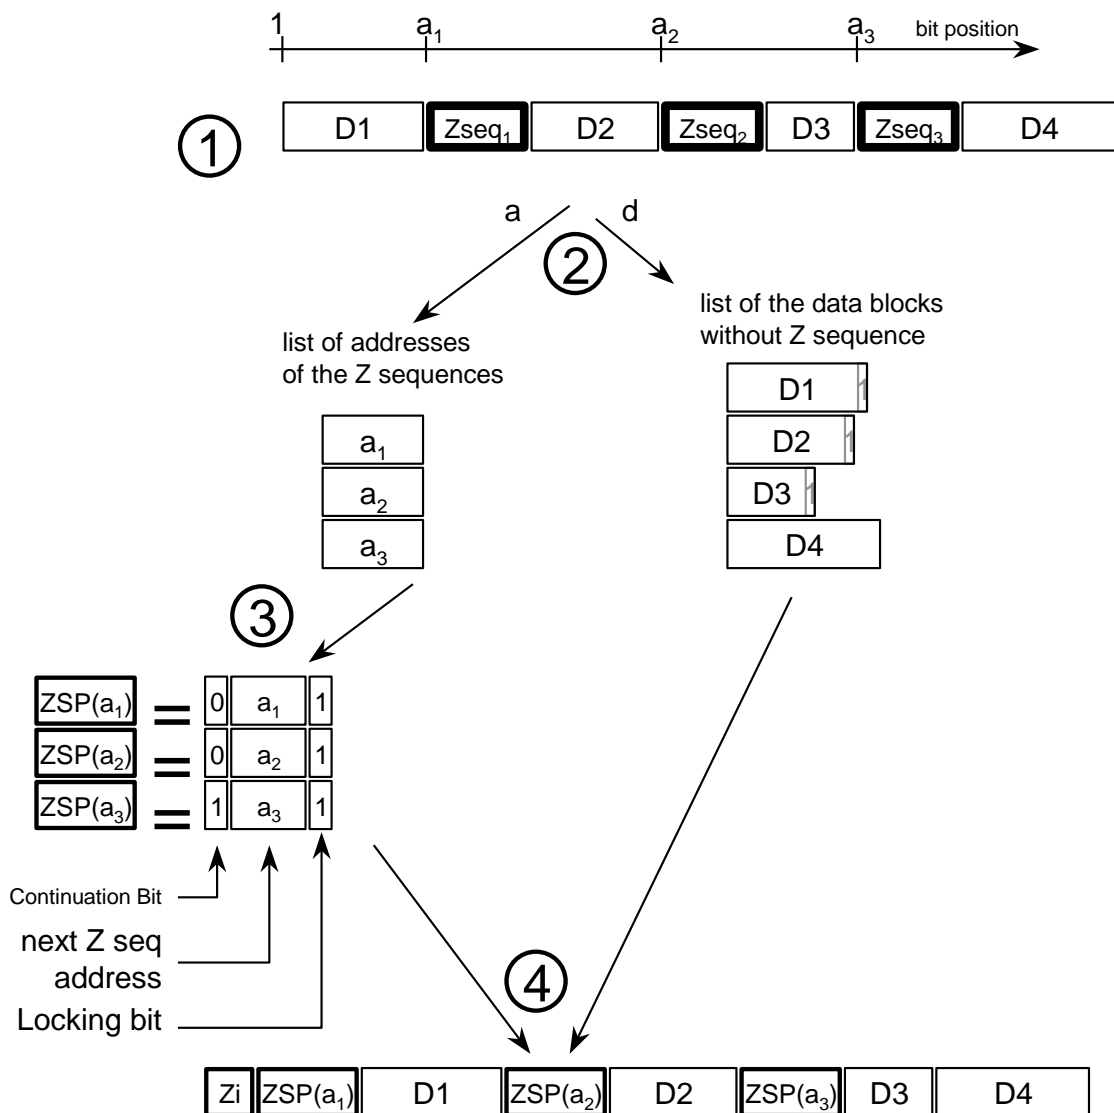 1 a₁ a₂ a₃ bit position
1 D1 Zseq₁ D2 Zseq₂ D3 Zseq₃ D4
a d
2
list of addresses
of the Z sequences
list of the data blocks
without Z sequence
a₁
a₂
a₃
D1 1
D2 1
D3 1
D4
3
ZSP(a₁) = 0 a₁ 1
ZSP(a₂) = 0 a₂ 1
ZSP(a₃) = 1 a₃ 1
Continuation Bit
next Z seq
address
Locking bit
4
Zi ZSP(a₁) D1 ZSP(a₂) D2 ZSP(a₃) D3 D4